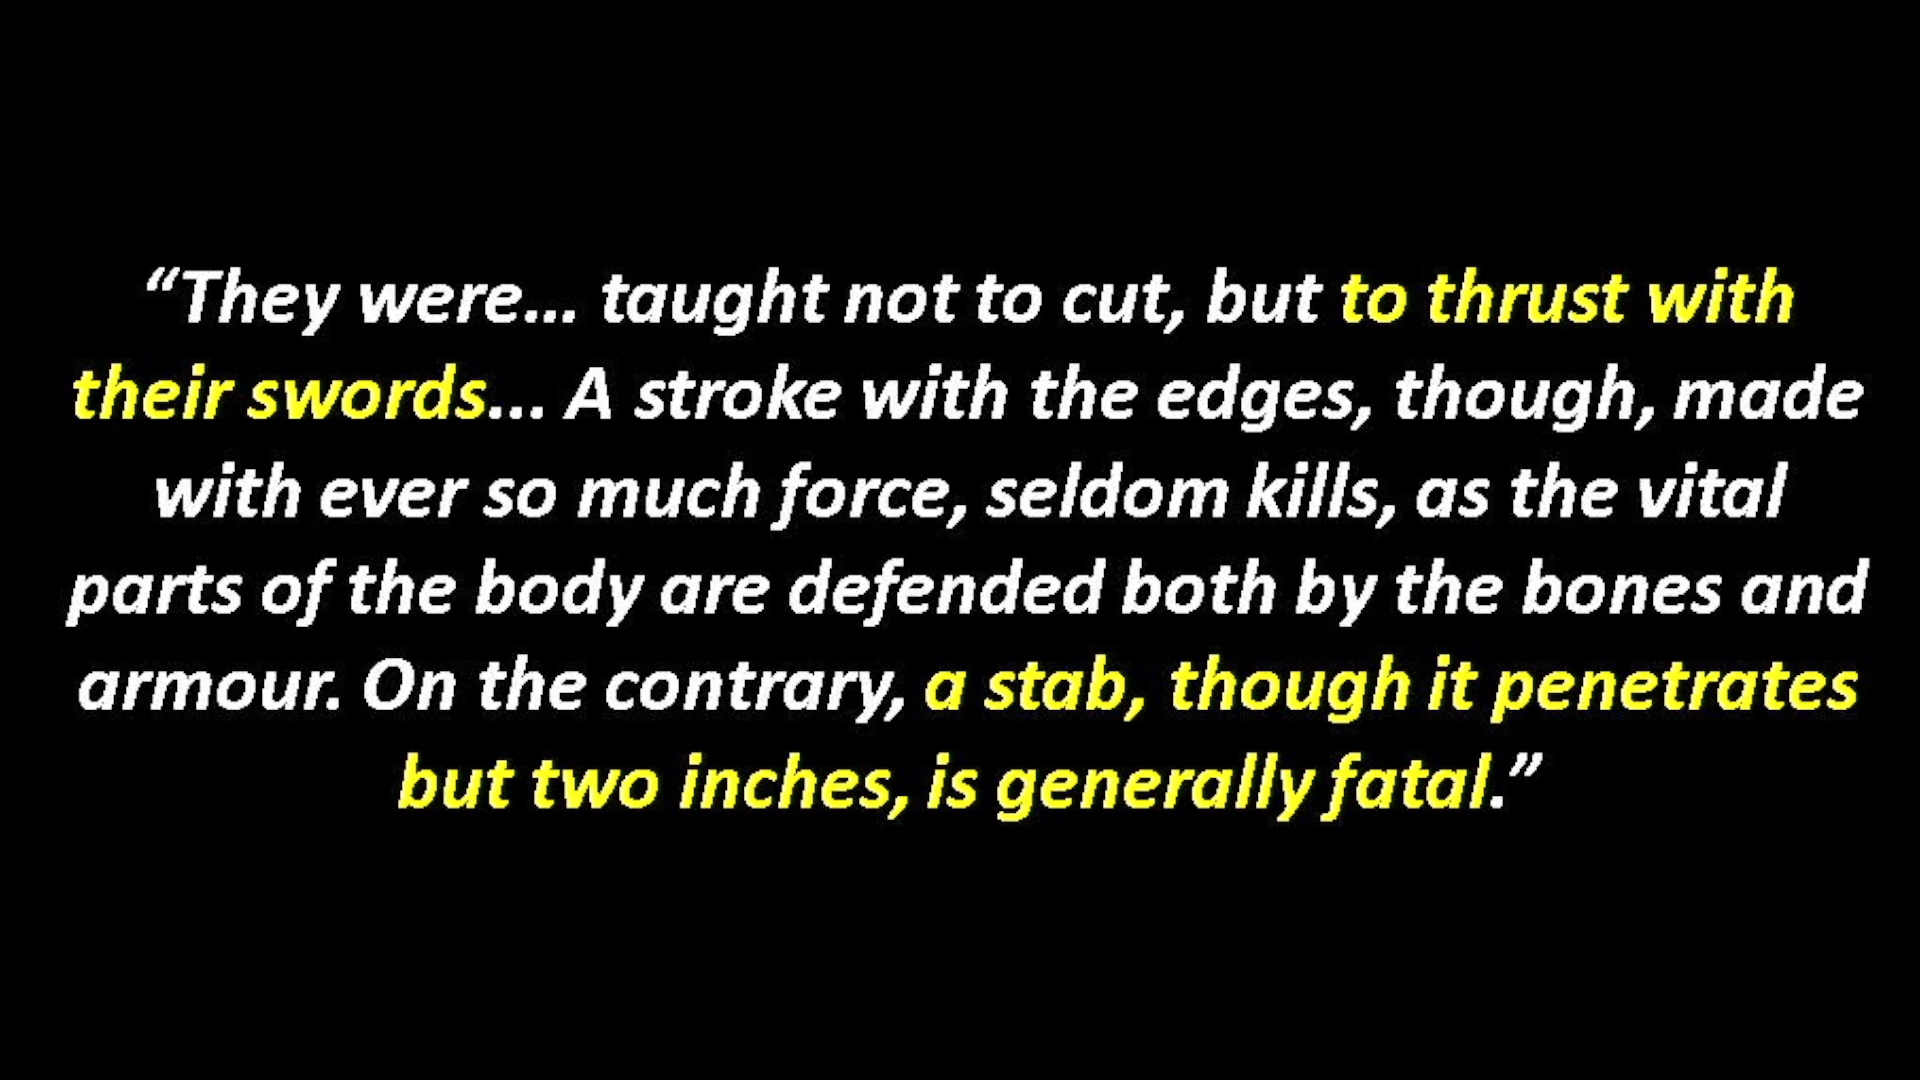 “They were... taught not to cut, but to thrust with
their swords... A stroke with the edges, though, made
with ever so much force, seldom kills, as the vital
parts of the body are defended both by the bones and
armour. On the contrary, a stab, though it penetrates
but two inches, is generally fatal.”